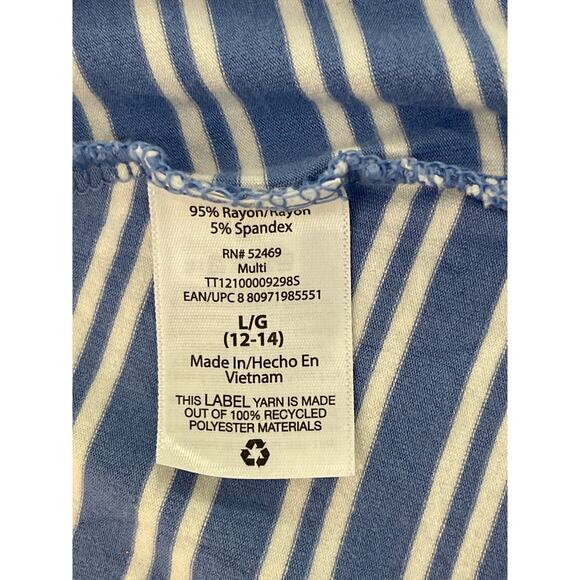 95% Rayon/Rayon
5% Spandex
RN# 52469
Multi
TT12100009298S
EAN/UPC 8 80971985551
L/G
(12-14)
Made In/Hecho En
Vietnam
THIS LABEL YARN IS MADE
OUT OF 100% RECYCLED
POLYESTER MATERIALS